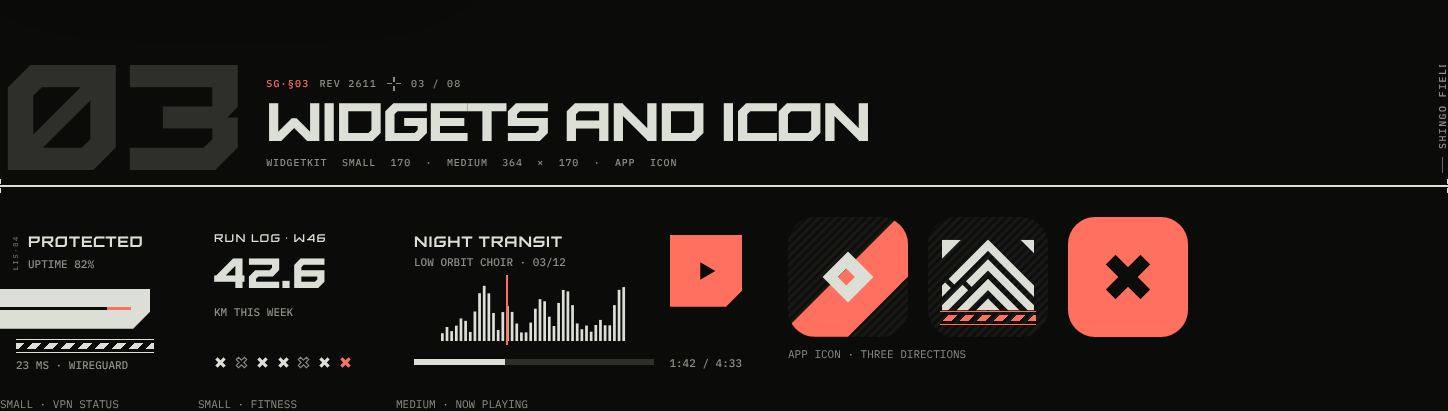 03
SG·§03 REV 2611 03 / 08
WIDGETS AND ICON
WIDGETKIT SMALL 170 · MEDIUM 364 × 170 · APP ICON
SHINGO FIEL
LIS·84
PROTECTED
UPTIME 82%
23 MS · WIREGUARD
SMALL · VPN STATUS
RUN LOG · W46
42.6
KM THIS WEEK
SMALL · FITNESS
NIGHT TRANSIT
LOW ORBIT CHOIR · 03/12
1:42 / 4:33
MEDIUM · NOW PLAYING
APP ICON · THREE DIRECTIONS